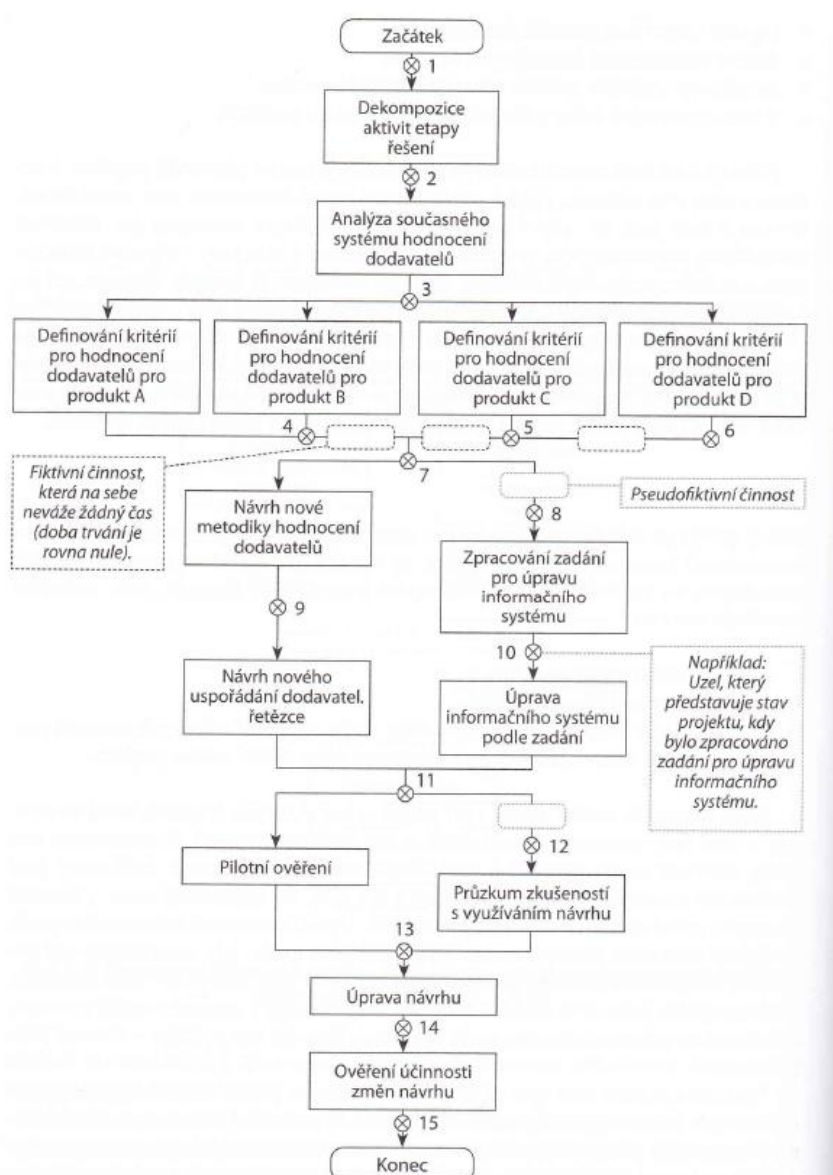 Začátek
1
Dekompozice
aktivit etapy
řešení
2
Analýza současného
systému hodnocení
dodavatelů
3
Definování kritérií
pro hodnocení
dodavatelů pro
produkt A
Definování kritérií
pro hodnocení
dodavatelů pro
produkt B
Definování kritérií
pro hodnocení
dodavatelů pro
produkt C
Definování kritérií
pro hodnocení
dodavatelů pro
produkt D
4
5
6
7
Fiktivní činnost,
která na sebe
neváže žádný čas
(doba trvání je
rovna nule).
Návrh nové
metodiky hodnocení
dodavatelů
Pseudofiktivní činnost
8
Zpracování zadání
pro úpravu
informačního
systému
9
10
Návrh nového
uspořádání dodavatel.
řetězce
Úprava
informačního systému
podle zadání
Například:
Uzel, který
představuje stav
projektu, kdy
bylo zpracováno
zadání pro úpravu
informačního
systému.
11
12
Pilotní ověření
Průzkum zkušeností
s využíváním návrhu
13
Úprava návrhu
14
Ověření účinnosti
změn návrhu
15
Konec